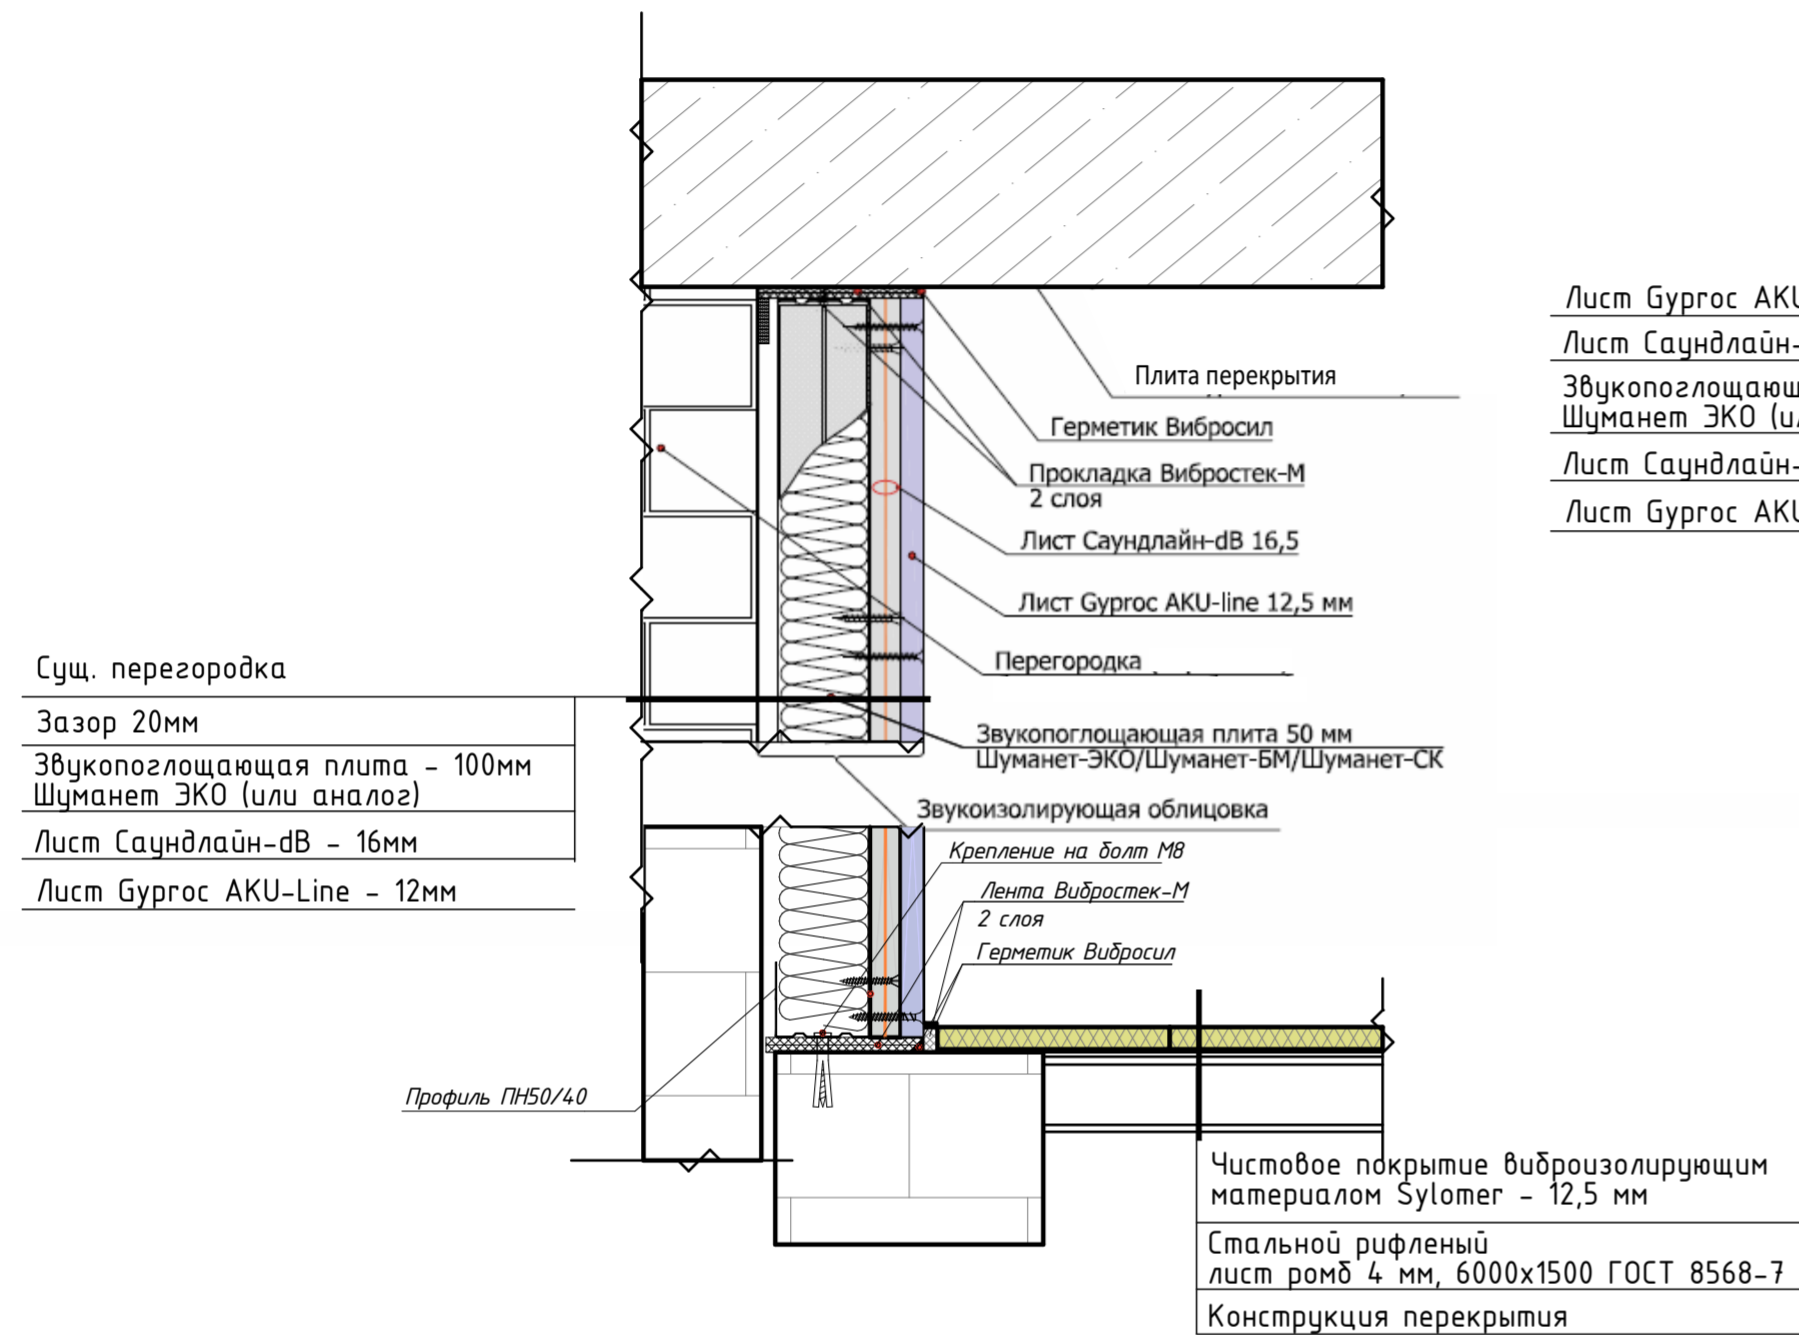 Плита перекрытия
Герметик Вибросил
Прокладка Вибростек-М
2 слоя
Лист Саундлайн-dB 16,5
Лист Gyproc AKU-line 12,5 мм
Перегородка
Звукопоглощающая плита 50 мм
Шуманет-ЭКО/Шуманет-БМ/Шуманет-СК
Звукоизолирующая облицовка
Крепление на болт М8
Лента Вибростек-М
2 слоя
Герметик Вибросил
Профиль ПН50/40
Сущ. перегородка
Зазор 20мм
Звукопоглощающая плита - 100мм
Шуманет ЭКО (или аналог)
Лист Саундлайн-dB - 16мм
Лист Gyproc AKU-Line - 12мм
Лист Gyproc AKU
Лист Саундлайн-
Звукопоглощающ
Шуманет ЭКО (ил
Лист Саундлайн-
Лист Gyproc AKU
Чистовое покрытие виброизолирующим
материалом Sylomer - 12,5 мм
Стальной рифленый
лист ромб 4 мм, 6000х1500 ГОСТ 8568-7
Конструкция перекрытия